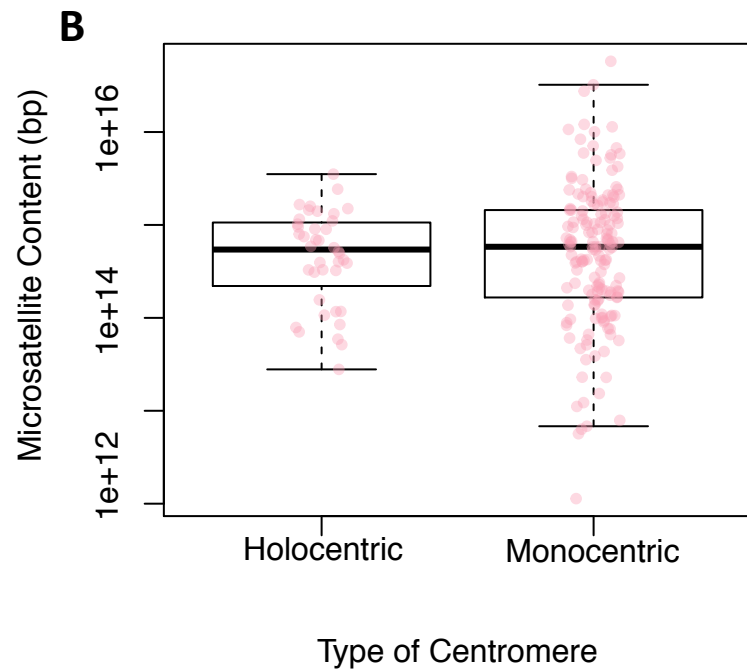 B
Microsatellite Content (bp)
1e+16
1e+14
1e+12
Holocentric Monocentric
Type of Centromere